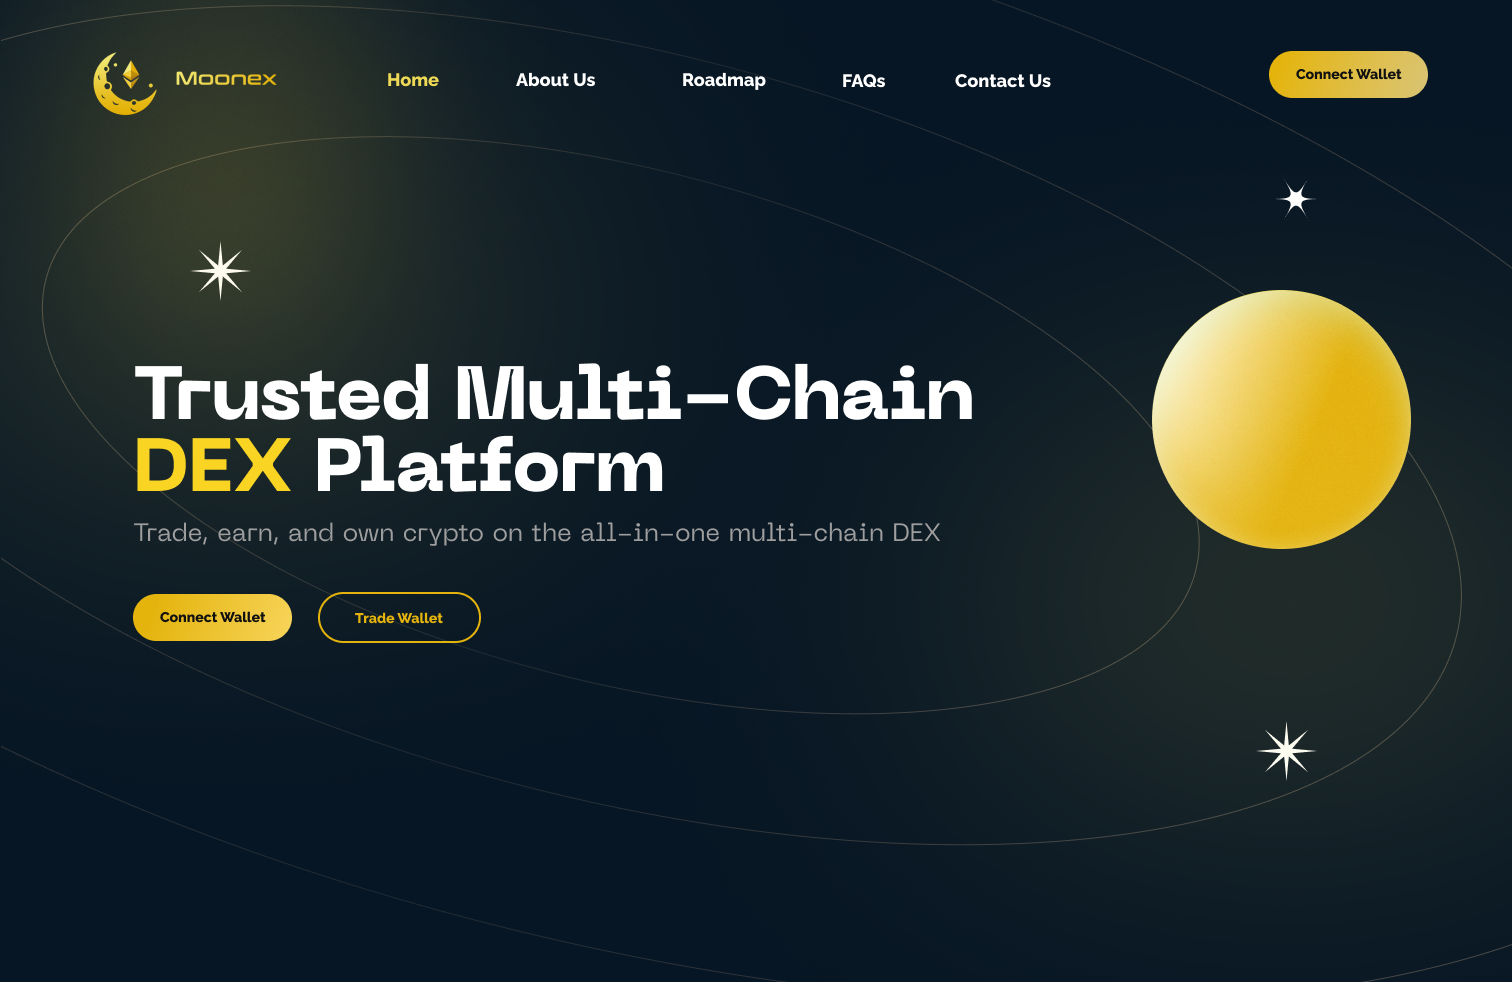 Moonex
Home
About Us
Roadmap
FAQs
Contact Us
Connect Wallet
Trusted Multi-Chain
DEX Platform
Trade, earn, and own crypto on the all-in-one multi-chain DEX
Connect Wallet
Trade Wallet